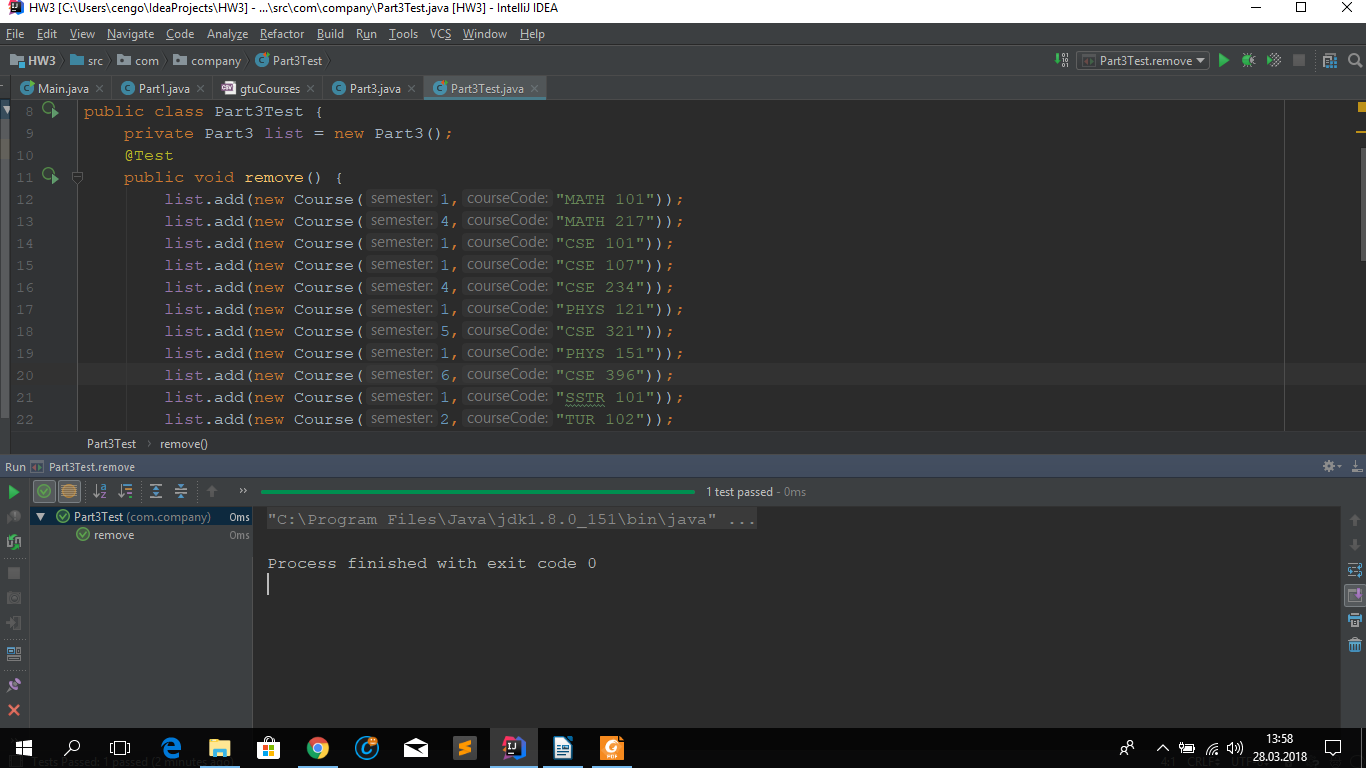 HW3 [C:\Users\cengo\IdeaProjects\HW3] - ...\src\com\company\Part3Test.java [HW3] - IntelliJ IDEA
File Edit View Navigate Code Analyze Refactor Build Run Tools VCS Window Help
HW3 src com company Part3Test Part3Test.remove
Main.java Part1.java gtuCourses Part3.java Part3Test.java
8 public class Part3Test {
9 private Part3 list = new Part3();
10 @Test
11 public void remove() {
12 list.add(new Course( semester: 1, courseCode: "MATH 101"));
13 list.add(new Course( semester: 4, courseCode: "MATH 217"));
14 list.add(new Course( semester: 1, courseCode: "CSE 101"));
15 list.add(new Course( semester: 1, courseCode: "CSE 107"));
16 list.add(new Course( semester: 4, courseCode: "CSE 234"));
17 list.add(new Course( semester: 1, courseCode: "PHYS 121"));
18 list.add(new Course( semester: 5, courseCode: "CSE 321"));
19 list.add(new Course( semester: 1, courseCode: "PHYS 151"));
20 list.add(new Course( semester: 6, courseCode: "CSE 396"));
21 list.add(new Course( semester: 1, courseCode: "SSTR 101"));
22 list.add(new Course( semester: 2, courseCode: "TUR 102"));
Part3Test › remove()
Run Part3Test.remove
1 test passed - 0ms
Part3Test (com.company) 0ms
remove 0ms
"C:\Program Files\Java\jdk1.8.0_151\bin\java" ...
Process finished with exit code 0
13:58
28.03.2018
Tests Passed: 1 passed (2 minutes ago) 4:1 CRLF